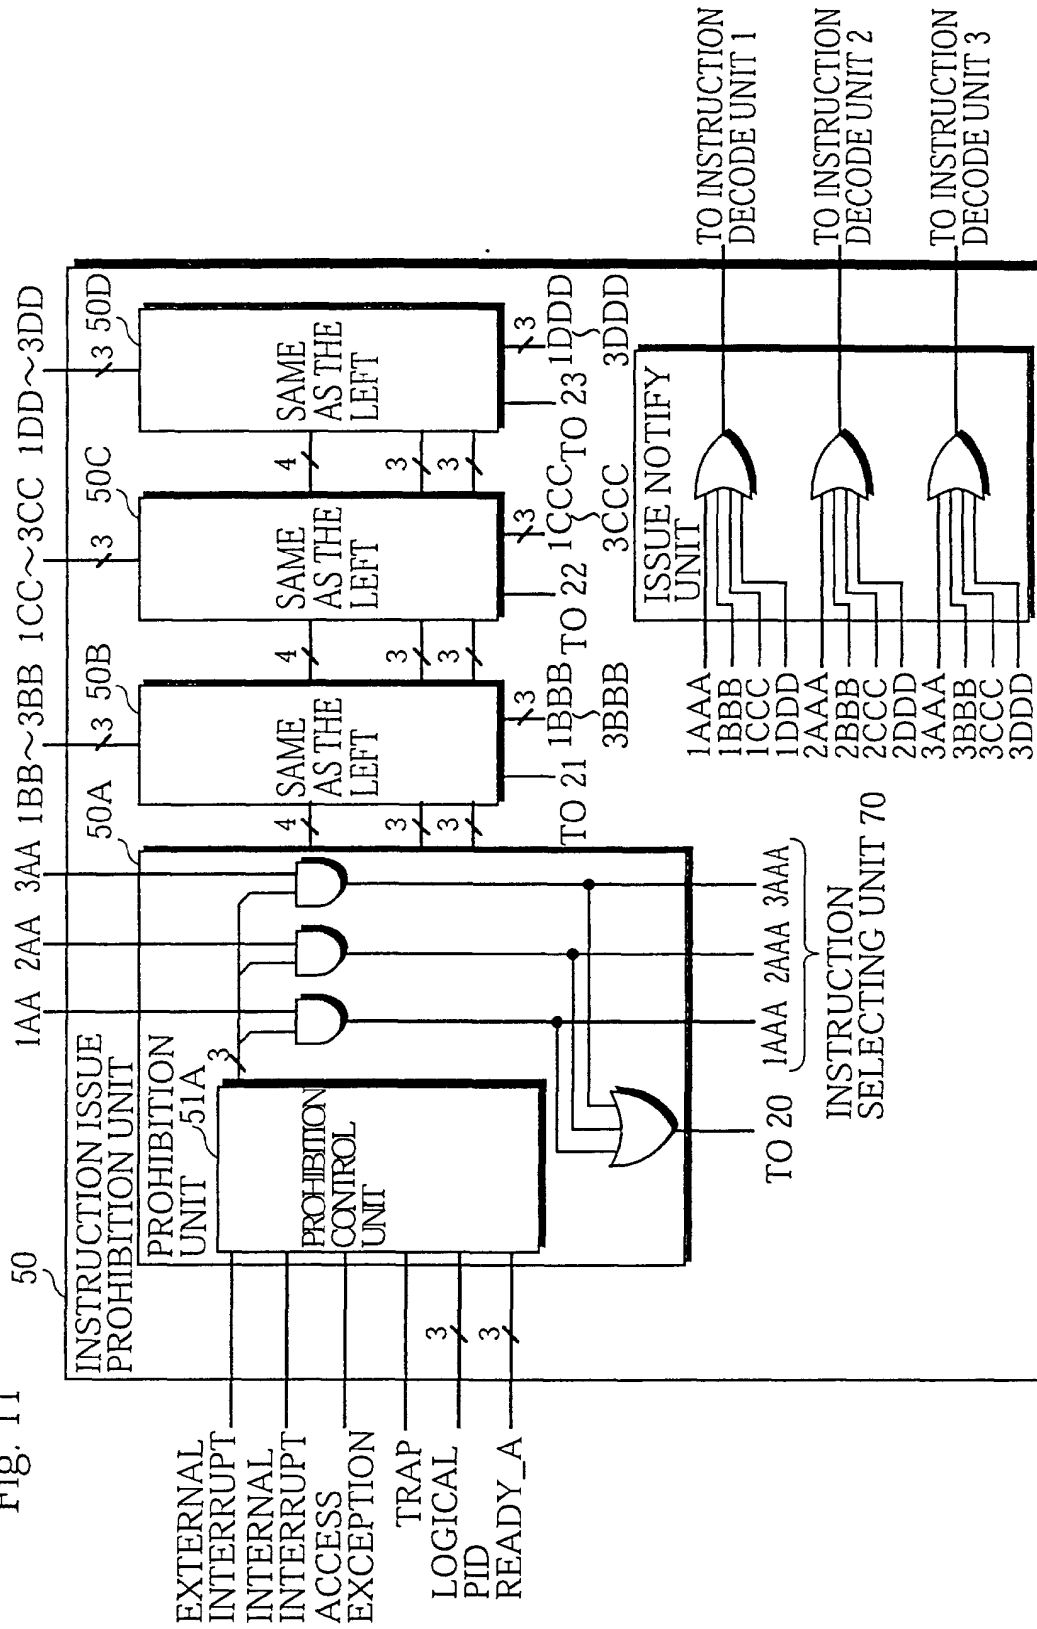 Fig. 11
50
INSTRUCTION ISSUE
PROHIBITION UNIT
1AA
2AA
3AA
1BB~3BB
1CC~3CC
1DD~3DD
3
3
3
50A
50B
50C
50D
PROHIBITION
UNIT
51A
3
PROHIBITION
CONTROL
UNIT
EXTERNAL
INTERRUPT
INTERNAL
INTERRUPT
ACCESS
EXCEPTION
TRAP
LOGICAL
PID
READY_A
3
3
4
3
3
SAME
AS THE
LEFT
4
3
3
SAME
AS THE
LEFT
4
3
3
SAME
AS THE
LEFT
TO 20
1AAA
2AAA
3AAA
INSTRUCTION
SELECTING UNIT 70
TO 21
3
1BBB
~
3BBB
TO 22
3
1CCC
~
3CCC
TO 23
3
1DDD
~
3DDD
ISSUE NOTIFY
UNIT
1AAA
1BBB
1CCC
1DDD
2AAA
2BBB
2CCC
2DDD
3AAA
3BBB
3CCC
3DDD
TO INSTRUCTION
DECODE UNIT 1
TO INSTRUCTION
DECODE UNIT 2
TO INSTRUCTION
DECODE UNIT 3